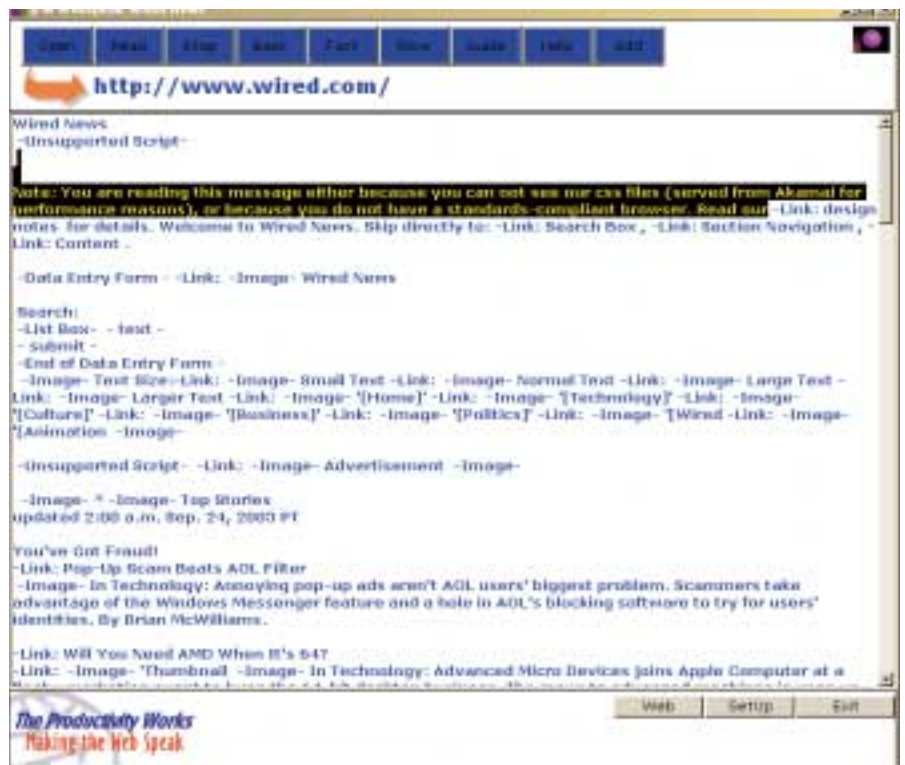 Open Read Stop Back Fast Slow Guide Help Add
http://www.wired.com/
Wired News
-Unsupported Script-
Note: You are reading this message either because you can not see our css files (served from Akamai for
performance reasons), or because you do not have a standards-compliant browser. Read our -Link: design
notes for details. Welcome to Wired News. Skip directly to: -Link: Search Box , -Link: Section Navigation , -
Link: Content .
-Data Entry Form - -Link: -Image- Wired News
Search:
-List Box- - text -
- submit -
-End of Data Entry Form -
-Image- Text Size:-Link: -Image- Small Text -Link: -Image- Normal Text -Link: -Image- Large Text -
Link: -Image- Larger Text -Link: -Image- '[Home]' -Link: -Image- '[Technology]' -Link: -Image-
'[Culture]' -Link: -Image- '[Business]' -Link: -Image- '[Politics]' -Link: -Image- '[Wired -Link: -Image-
'[Animation -Image-
-Unsupported Script- -Link: -Image- Advertisement -Image-
-Image- * -Image- Top Stories
updated 2:00 a.m. Sep. 24, 2003 PT
You've Got Fraud!
-Link: Pop-Up Scam Beats AOL Filter
-Image- In Technology: Annoying pop-up ads aren't AOL users' biggest problem. Scammers take
advantage of the Windows Messenger feature and a hole in AOL's blocking software to try for users'
identities. By Brian McWilliams.
-Link: Will You Need AMD When It's 64?
-Link: -Image- 'Thumbnail -Image- In Technology: Advanced Micro Devices joins Apple Computer at a
Web SetUp Exit
The Productivity Works
Making the Web Speak